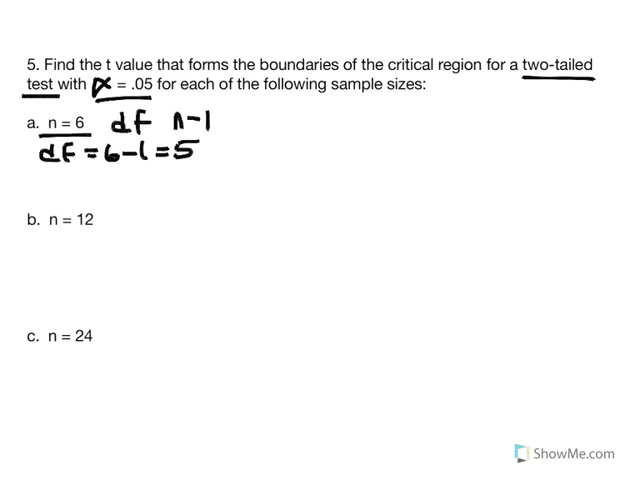 5. Find the t value that forms the boundaries of the critical region for a two-tailed
test with α = .05 for each of the following sample sizes:
a. n = 6 df n-1
df = 6-1 = 5
b. n = 12
c. n = 24
ShowMe.com